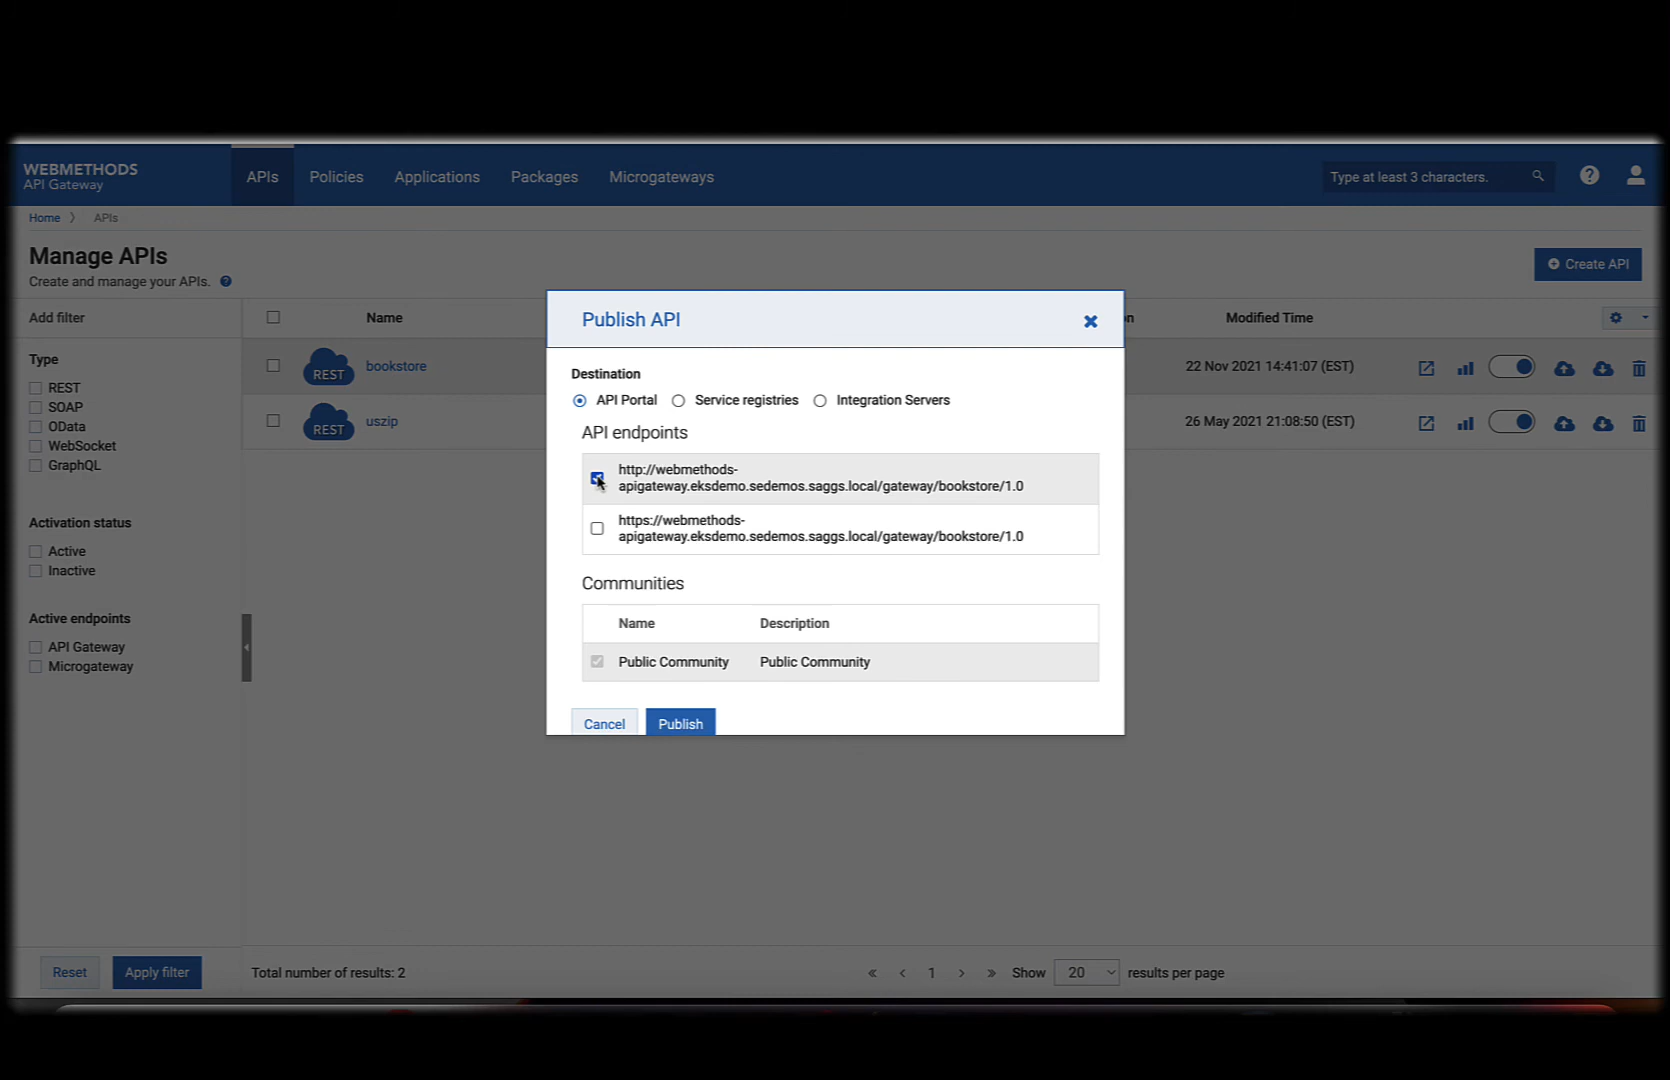 WEBMETHODS
API Gateway
APIs
Policies
Applications
Packages
Microgateways
Type at least 3 characters.
Home
APIs
Manage APIs
Create and manage your APIs.
Create API
Add filter
Name
on
Modified Time
Type
REST
SOAP
OData
WebSocket
GraphQL
REST
bookstore
22 Nov 2021 14:41:07 (EST)
REST
uszip
26 May 2021 21:08:50 (EST)
Activation status
Active
Inactive
Active endpoints
API Gateway
Microgateway
Publish API
Destination
API Portal
Service registries
Integration Servers
API endpoints
http://webmethods-
apigateway.eksdemo.sedemos.saggs.local/gateway/bookstore/1.0
https://webmethods-
apigateway.eksdemo.sedemos.saggs.local/gateway/bookstore/1.0
Communities
Name Description
Public Community Public Community
Cancel
Publish
Reset
Apply filter
Total number of results: 2
« ‹ 1 › »
Show 20 results per page